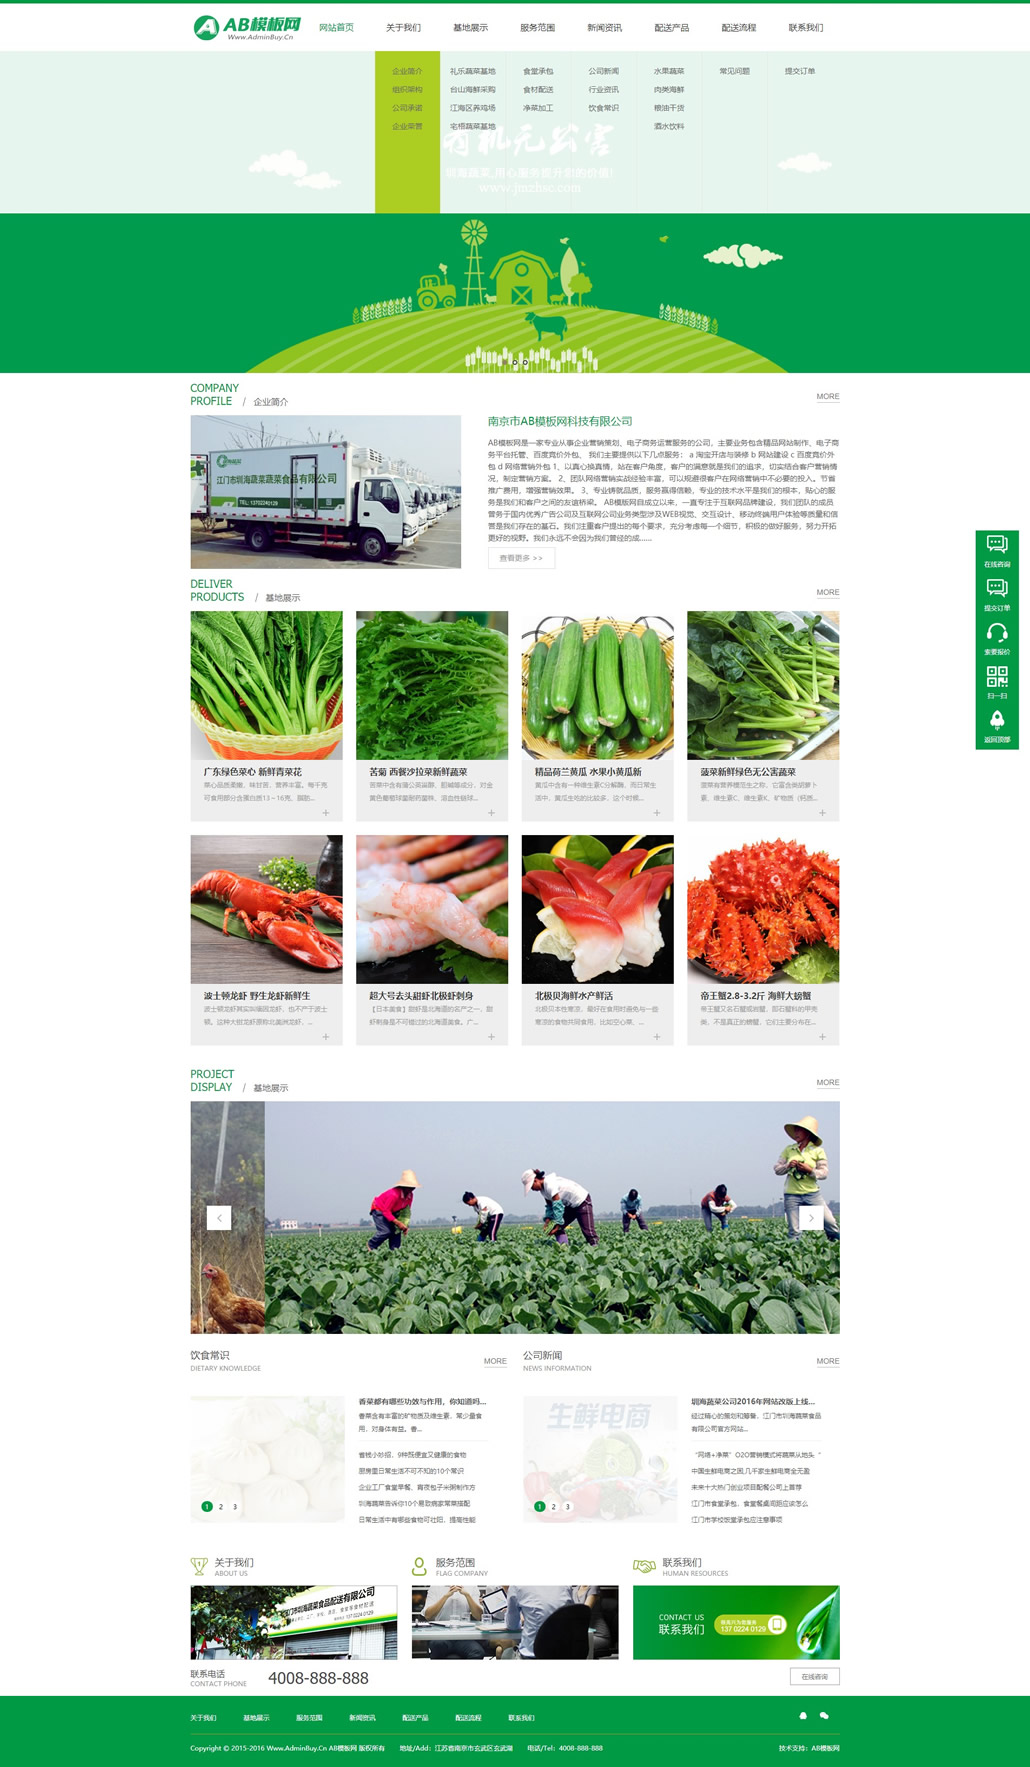 AB模板网
Www.AdminBuy.Cn
网站首页 关于我们 基地展示 服务范围 新闻资讯 配送产品 配送流程 联系我们
企业简介 礼乐蔬菜基地 食堂承包 公司新闻 水果蔬菜 常见问题 提交订单
组织架构 台山海鲜采购 食材配送 行业资讯 肉类海鲜
公司承诺 江海区养鸡场 净菜加工 饮食常识 粮油干货
企业荣誉 宅梧蔬菜基地 酒水饮料
有机无公害
圳海蔬菜,用心服务提升您的价值!
www.jmzhsc.com
COMPANY
PROFILE / 企业简介
MORE
江门市圳海蔬菜蔬菜食品有限公司
南京市AB模板网科技有限公司
AB模板网是一家专业从事企业营销策划、电子商务运营服务的公司，主要业务包含精品网站制作、电子商
务平台托管、百度竞价外包、 我们主要提供以下几点服务： a 淘宝开店与装修 b 网站建设 c 百度竞价外
包 d 网络营销外包 1、以真心换真情，站在客户角度，客户的满意就是我们的追求，切实结合客户营销情
况，制定营销方案。 2、团队网络营销实战经验丰富，可以规避很客户在网络营销中不必要的投入。节省
推广费用，增强营销效果。 3、专业铸就品质，服务赢得信赖，专业的技术水平是我们的根本，贴心的服
务是我们和客户之间的友谊桥梁。 AB模板网自成立以来，一直专注于互联网品牌建设，我们团队的成员
曾务于国内优秀广告公司及互联网公司业务类型涉及WEB视觉、交互设计、移动终端用户体验等质量和信
誉是我们存在的基石。我们注重客户提出的每个要求，充分考虑每一个细节，积极的做好服务，努力开拓
更好的视野。我们永远不会因为我们曾经的成......
查看更多 >>
在线咨询
提交订单
索要报价
扫一扫
返回顶部
DELIVER
PRODUCTS / 基地展示
MORE
广东绿色菜心 新鲜青菜花
菜心品质柔嫩、味甘苦、营养丰富。每千克
可食用部分含蛋白质13～16克、脂肪...
+
苦菊 西餐沙拉菜新鲜蔬菜
苦菜中含有蒲公英甾醇、胆碱等成分，对金
黄色葡萄球菌耐药菌株、溶血性链球...
+
精品荷兰黄瓜 水果小黄瓜新
黄瓜中含有一种维生素C分解酶，而日常生
活中，黄瓜生吃的比较多，这个时候...
+
菠菜新鲜绿色无公害蔬菜
菠菜有营养模范生之称，它富含类胡萝卜
素、维生素C、维生素K、矿物质（钙质...
+
波士顿龙虾 野生龙虾新鲜生
波士顿龙虾其实叫缅因龙虾，也不产于波士
顿。这种大螯龙虾原称北美洲龙虾，...
+
超大号去头甜虾北极虾刺身
【日本美食】甜虾是北海道的名产之一，甜
虾刺身是不可错过的北海道美食。广...
+
北极贝海鲜水产鲜活
北极贝本性寒凉，最好在食用时避免与一些
寒凉的食物共同食用，比如空心菜、...
+
帝王蟹2.8-3.2斤 海鲜大螃蟹
帝王蟹又名石蟹或岩蟹，即石蟹科的甲壳
类，不是真正的螃蟹，它们主要分布在...
+
PROJECT
DISPLAY / 基地展示
MORE
饮食常识
DIETARY KNOWLEDGE
MORE
1 2 3
香菜都有哪些功效与作用，你知道吗...
香菜含有丰富的矿物质及维生素，常少量食
用，对身体有益。香...
省钱小妙招，9种既便宜又健康的食物
厨房里日常生活不可不知的10个常识
企业工厂食堂早餐、宵夜包子米粥制作方
圳海蔬菜告诉你10个易致癌家常菜搭配
日常生活中有哪些食物可壮阳、提高性能
公司新闻
NEWS INFORMATION
MORE
生鲜电商
1 2 3
圳海蔬菜公司2016年网站改版上线...
经过精心的策划和筹备，江门市圳海蔬菜食品
有限公司官方网站...
“网络+净菜”O2O营销模式将蔬菜从地头“
中国生鲜电商之困,几千家生鲜电商全无盈
未来十大热门创业项目配餐公司上首荐
江门市食堂承包，食堂餐桌间距应该怎么
江门市学校饭堂承包应注意事项
关于我们
ABOUT US
江门市圳海蔬菜食品配送有限公司
服务范围
FLAG COMPANY
联系我们
HUMAN RESOURCES
CONTACT US
联系我们
联系只为您服务
137 0224 0129
联系电话
CONTACT PHONE
4008-888-888
在线咨询
关于我们 基地展示 服务范围 新闻资讯 配送产品 配送流程 联系我们
Copyright © 2015-2016 Www.AdminBuy.Cn AB模板网 版权所有 地址/Add：江苏省南京市玄武区玄武湖 电话/Tel：4008-888-888
技术支持：AB模板网